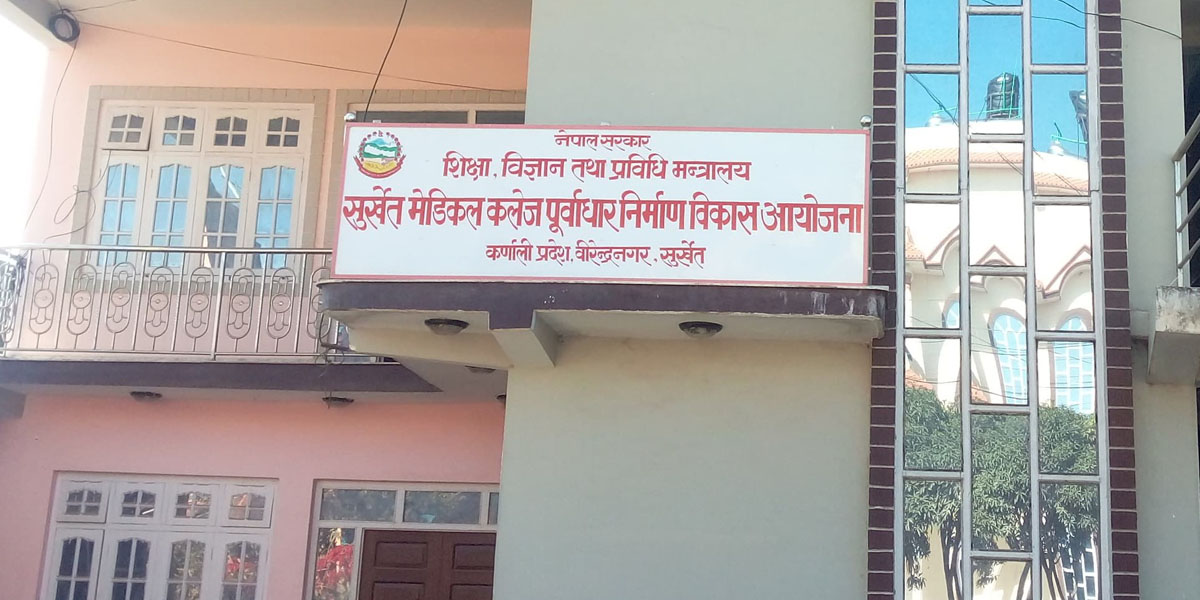 नेपाल सरकार
शिक्षा, विज्ञान तथा प्रविधि मन्त्रालय
सुर्खेत मेडिकल कलेज पूर्वाधार निर्माण विकास आयोजना
कर्णाली प्रदेश, वीरेन्द्रनगर, सुर्खेत